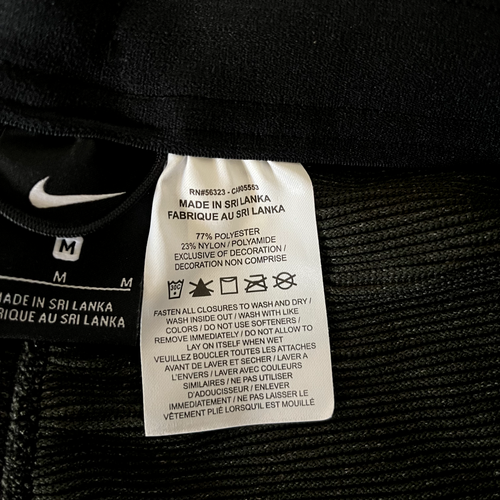 M
M M
MADE IN SRI LANKA
FABRIQUE AU SRI LANKA
RN#56323 - CA#05553
MADE IN SRI LANKA
FABRIQUE AU SRI LANKA
77% POLYESTER
23% NYLON / POLYAMIDE
EXCLUSIVE OF DECORATION /
DECORATION NON COMPRISE
FASTEN ALL CLOSURES TO WASH AND DRY /
WASH INSIDE OUT / WASH WITH LIKE
COLORS / DO NOT USE SOFTENERS /
REMOVE IMMEDIATELY / DO NOT ALLOW TO
LAY ON ITSELF WHEN WET
VEUILLEZ BOUCLER TOUTES LES ATTACHES
AVANT DE LAVER ET SECHER / LAVER A
L'ENVERS / LAVER AVEC COULEURS
SIMILAIRES / NE PAS UTILISER
D'ADOUCISSEUR / ENLEVER
IMMEDIATEMENT / NE PAS LAISSER LE
VÊTEMENT PLIÉ LORSQU'IL EST MOUILLÉ